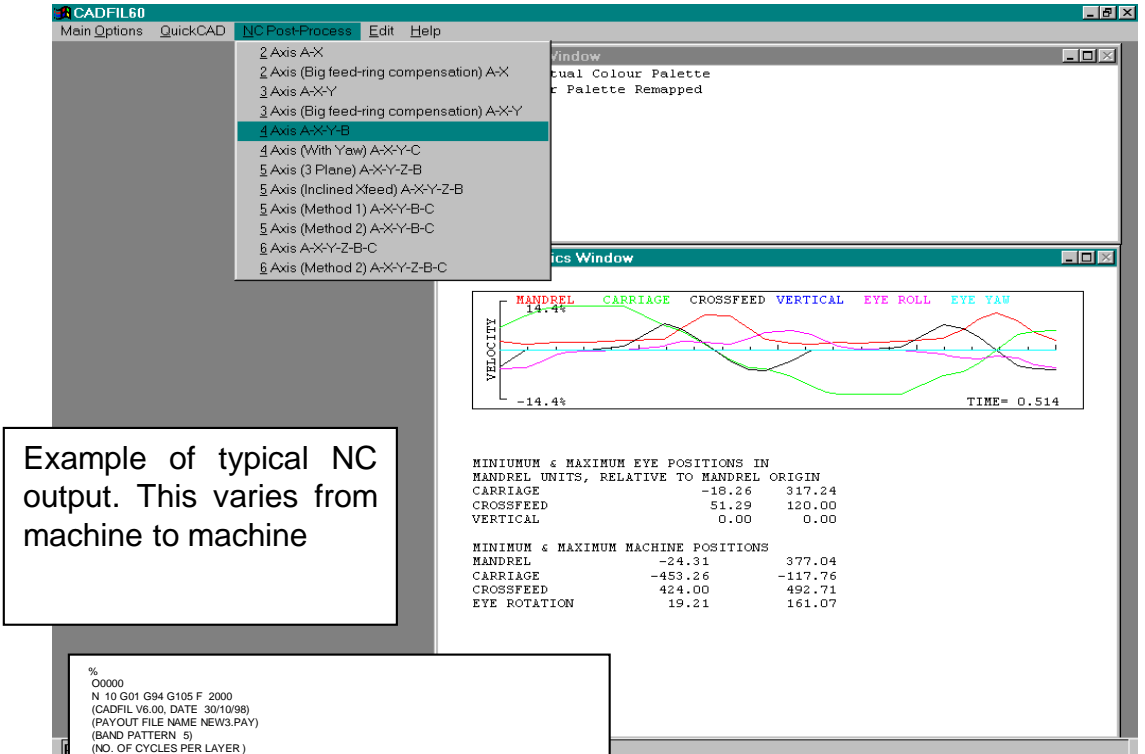 CADFIL60
Main Options QuickCAD NC Post-Process Edit Help
2 Axis A-X
2 Axis (Big feed-ring compensation) A-X
3 Axis A-X-Y
3 Axis (Big feed-ring compensation) A-X-Y
4 Axis A-X-Y-B
4 Axis (With Yaw) A-X-Y-C
5 Axis (3 Plane) A-X-Y-Z-B
5 Axis (Inclined Xfeed) A-X-Y-Z-B
5 Axis (Method 1) A-X-Y-B-C
5 Axis (Method 2) A-X-Y-B-C
6 Axis A-X-Y-Z-B-C
6 Axis (Method 2) A-X-Y-Z-B-C
Window
tual Colour Palette
r Palette Remapped
ics Window
MANDREL CARRIAGE CROSSFEED VERTICAL EYE ROLL EYE YAW
14.4%
VELOCITY
-14.4%
TIME= 0.514
MINIUMUM & MAXIMUM EYE POSITIONS IN
MANDREL UNITS, RELATIVE TO MANDREL ORIGIN
CARRIAGE -18.26 317.24
CROSSFEED 51.29 120.00
VERTICAL 0.00 0.00
MINIMUM & MAXIMUM MACHINE POSITIONS
MANDREL -24.31 377.04
CARRIAGE -453.26 -117.76
CROSSFEED 424.00 492.71
EYE ROTATION 19.21 161.07
Example of typical NC
output. This varies from
machine to machine
%
O0000
N 10 G01 G94 G105 F 2000
(CADFIL V6.00, DATE 30/10/98)
(PAYOUT FILE NAME NEW3.PAY)
(BAND PATTERN 5)
(NO. OF CYCLES PER LAYER )